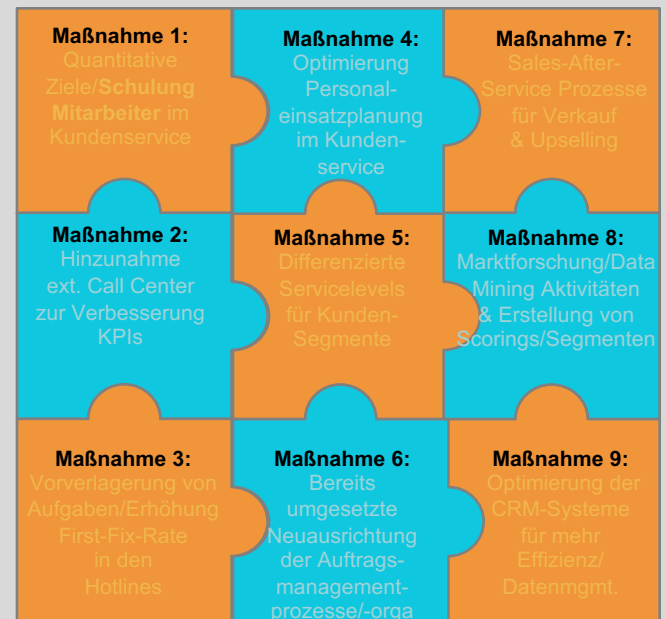 Maßnahme 1:
Quantitative
Ziele/Schulung
Mitarbeiter im
Kundenservice
Maßnahme 4:
Optimierung
Personal-
einsatzplanung
im Kunden-
service
Maßnahme 7:
Sales-After-
Service Prozesse
für Verkauf
& Upselling
Maßnahme 2:
Hinzunahme
ext. Call Center
zur Verbesserung
KPIs
Maßnahme 5:
Differenzierte
Servicelevels
für Kunden-
Segmente
Maßnahme 8:
Marktforschung/Data
Mining Aktivitäten
& Erstellung von
Scorings/Segmenten
Maßnahme 3:
Vorverlagerung von
Aufgaben/Erhöhung
First-Fix-Rate
in den
Hotlines
Maßnahme 6:
Bereits
umgesetzte
Neuausrichtung
der Auftrags-
management-
prozesse/-orga
Maßnahme 9:
Optimierung der
CRM-Systeme
für mehr
Effizienz/
Datenmgmt.